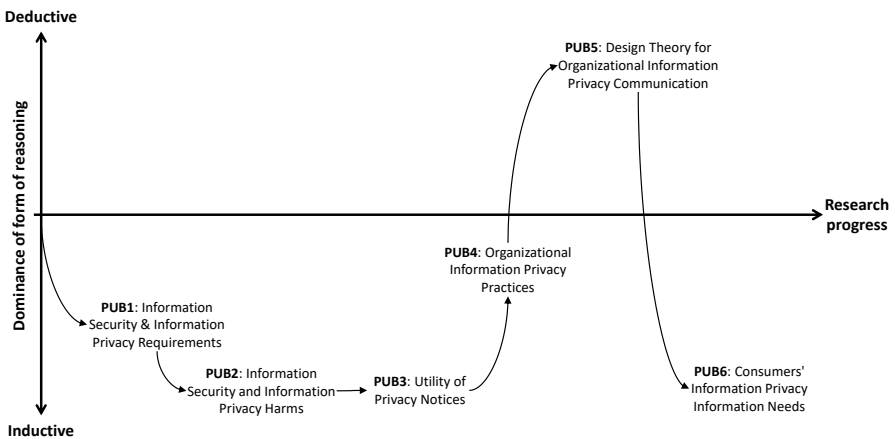 Deductive
PUB5: Design Theory for
Organizational Information
Privacy Communication
Dominance of form of reasoning
Research
progress
PUB4: Organizational
Information Privacy
Practices
PUB1: Information
Security & Information
Privacy Requirements
PUB2: Information
Security and Information
Privacy Harms
PUB3: Utility of
Privacy Notices
PUB6: Consumers'
Information Privacy
Information Needs
Inductive